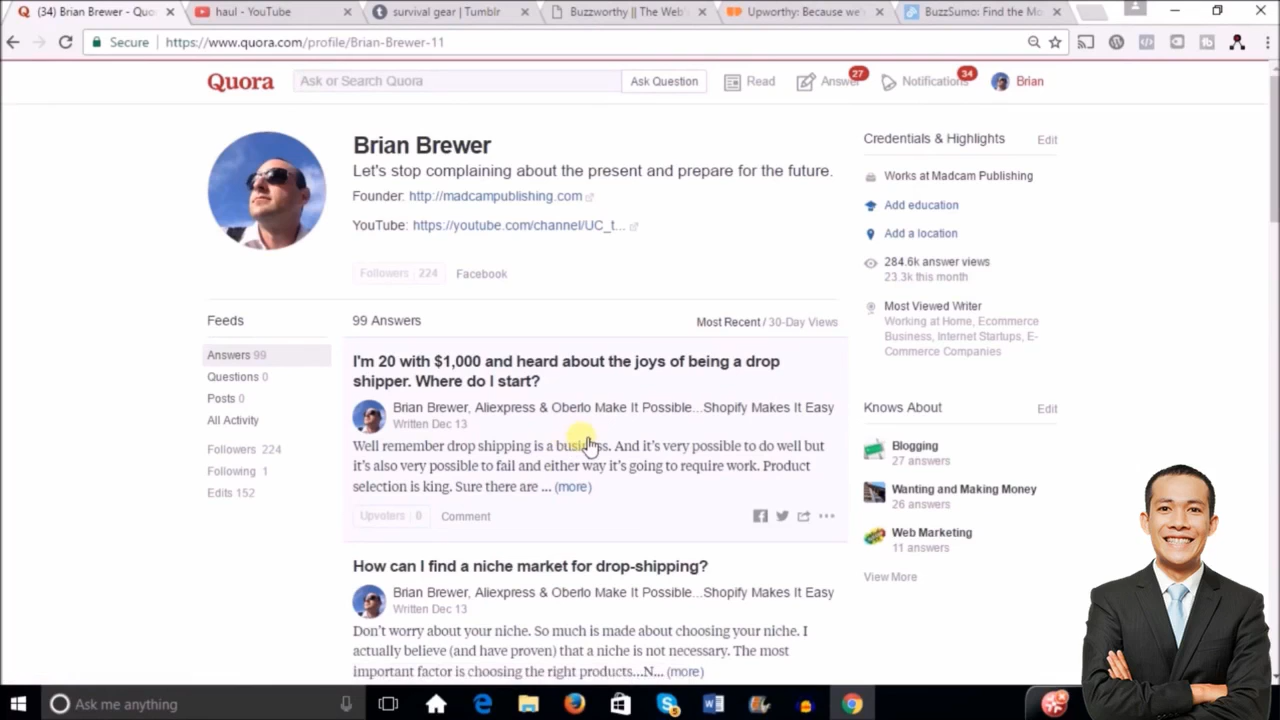 (34) Brian Brewer - Quo
haul - YouTube
survival gear | Tumblr
Buzzworthy || The Web's
Upworthy: Because we'r
BuzzSumo: Find the Mo
Secure
https://www.quora.com/profile/Brian-Brewer-11
Quora
Ask or Search Quora
Ask Question
Read
Answer
27
Notifications
34
Brian
Brian Brewer
Let's stop complaining about the present and prepare for the future.
Founder: http://madcampublishing.com
YouTube: https://youtube.com/channel/UC_t...
Followers 224
Facebook
Credentials & Highlights
Edit
Works at Madcam Publishing
Add education
Add a location
284.6k answer views
23.3k this month
Most Viewed Writer
Working at Home, Ecommerce
Business, Internet Startups, E-
Commerce Companies
Feeds
Answers 99
Questions 0
Posts 0
All Activity
Followers 224
Following 1
Edits 152
99 Answers
Most Recent / 30-Day Views
I'm 20 with $1,000 and heard about the joys of being a drop
shipper. Where do I start?
Brian Brewer, Aliexpress & Oberlo Make It Possible...Shopify Makes It Easy
Written Dec 13
Well remember drop shipping is a business. And it's very possible to do well but
it's also very possible to fail and either way it's going to require work. Product
selection is king. Sure there are ... (more)
Upvoters 0
Comment
How can I find a niche market for drop-shipping?
Brian Brewer, Aliexpress & Oberlo Make It Possible...Shopify Makes It Easy
Written Dec 13
Don't worry about your niche. So much is made about choosing your niche. I
actually believe (and have proven) that a niche is not necessary. The most
important factor is choosing the right products...N... (more)
Knows About
Edit
Blogging
27 answers
Wanting and Making Money
26 answers
Web Marketing
11 answers
View More
Ask me anything